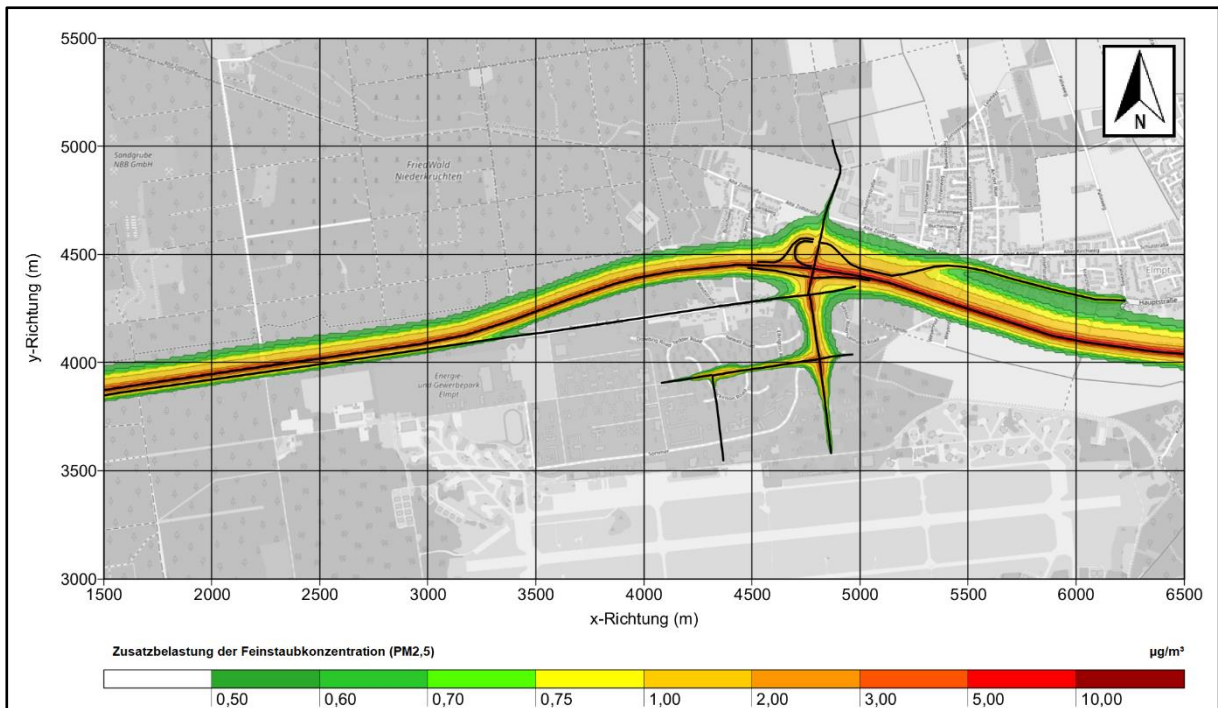 5500
5000
4500
4000
3500
3000
y-Richtung (m)
N
Sandgrube
NBB GmbH
FriedWald
Niederkrüchten
Energie-
und Gewerbepark
Elmpt
Elmpt
Hauptstraße
1500 2000 2500 3000 3500 4000 4500 5000 5500 6000 6500
x-Richtung (m)
Zusatzbelastung der Feinstaubkonzentration (PM2,5) µg/m³
0,50 0,60 0,70 0,75 1,00 2,00 3,00 5,00 10,00